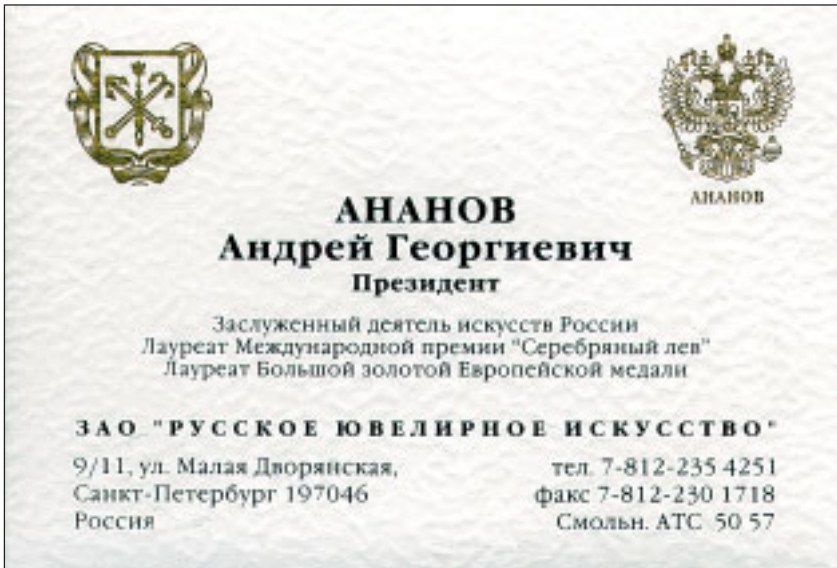 АНАНОВ
АНАНОВ
Андрей Георгиевич
Президент
Заслуженный деятель искусств России
Лауреат Международной премии "Серебряный лев"
Лауреат Большой золотой Европейской медали
ЗАО "РУССКОЕ ЮВЕЛИРНОЕ ИСКУССТВО"
9/11, ул. Малая Дворянская,
Санкт-Петербург 197046
Россия
тел. 7-812-235 4251
факс 7-812-230 1718
Смольн. АТС 50 57